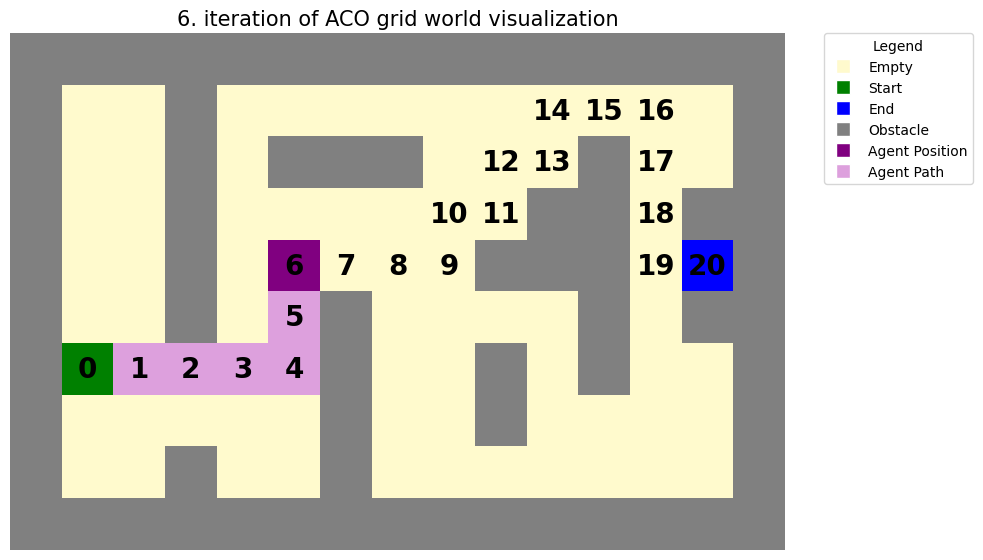 6. iteration of ACO grid world visualization
14 15 16
12 13 17
10 11 18
6 7 8 9 19 20
5
0 1 2 3 4
Legend
Empty
Start
End
Obstacle
Agent Position
Agent Path